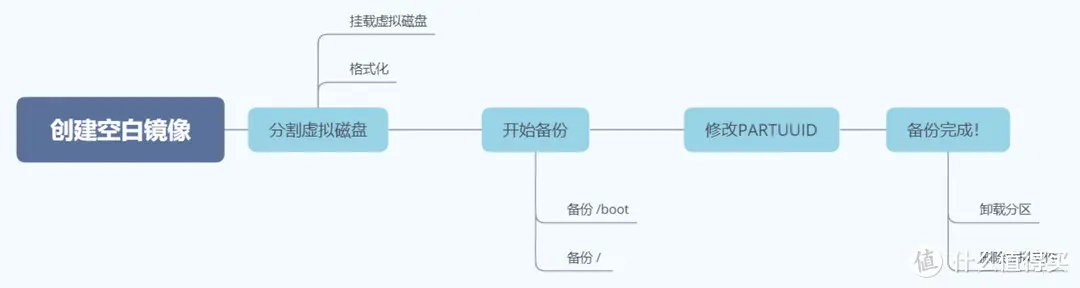 挂载虚拟磁盘
格式化
创建空白镜像
分割虚拟磁盘
开始备份
修改PARTUUID
备份完成!
备份 /boot
卸载分区
备份 /
值 什么值得买